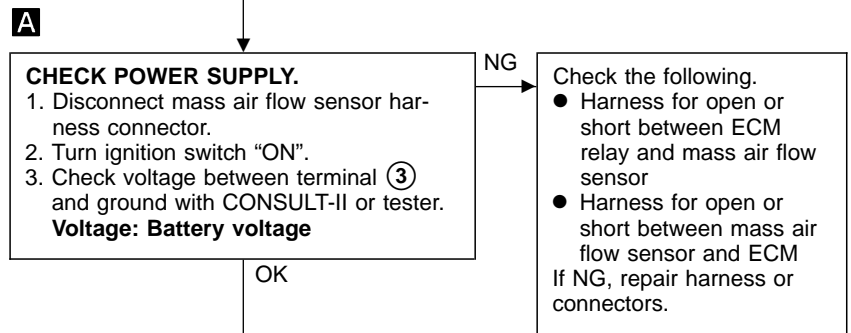 A
CHECK POWER SUPPLY.
1. Disconnect mass air flow sensor har-
ness connector.
2. Turn ignition switch “ON”.
3. Check voltage between terminal ③
and ground with CONSULT-II or tester.
Voltage: Battery voltage
OK
NG
Check the following.
● Harness for open or
short between ECM
relay and mass air flow
sensor
● Harness for open or
short between mass air
flow sensor and ECM
If NG, repair harness or
connectors.